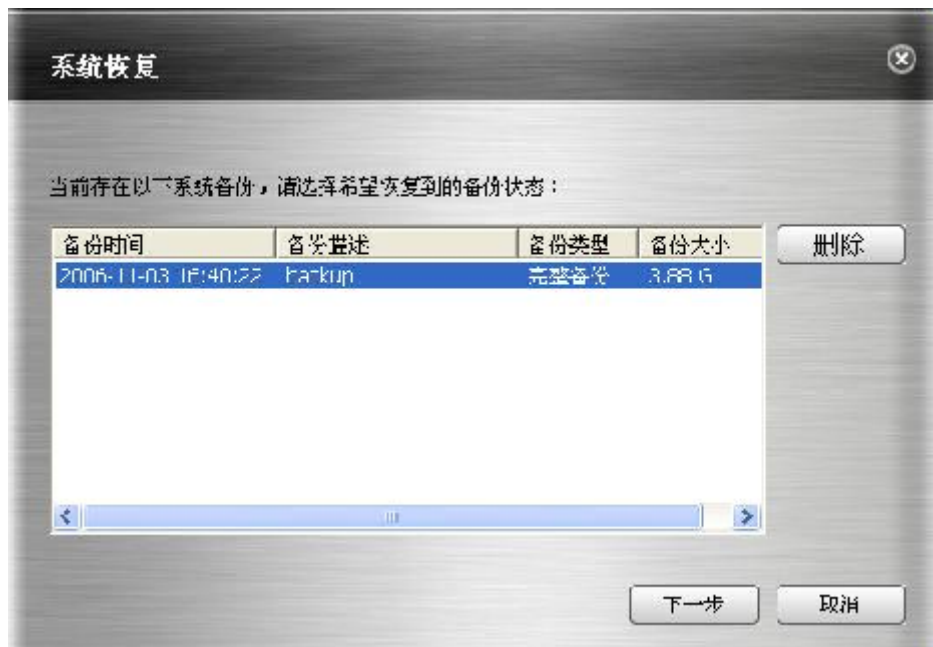 系统恢复
当前存在以下系统备份，请选择希望恢复到的备份状态：
备份时间 备份描述 备份类型 备份大小 删除
2006-11-03 16:40:22 backup 完整备份 3.88 G
下一步 取消